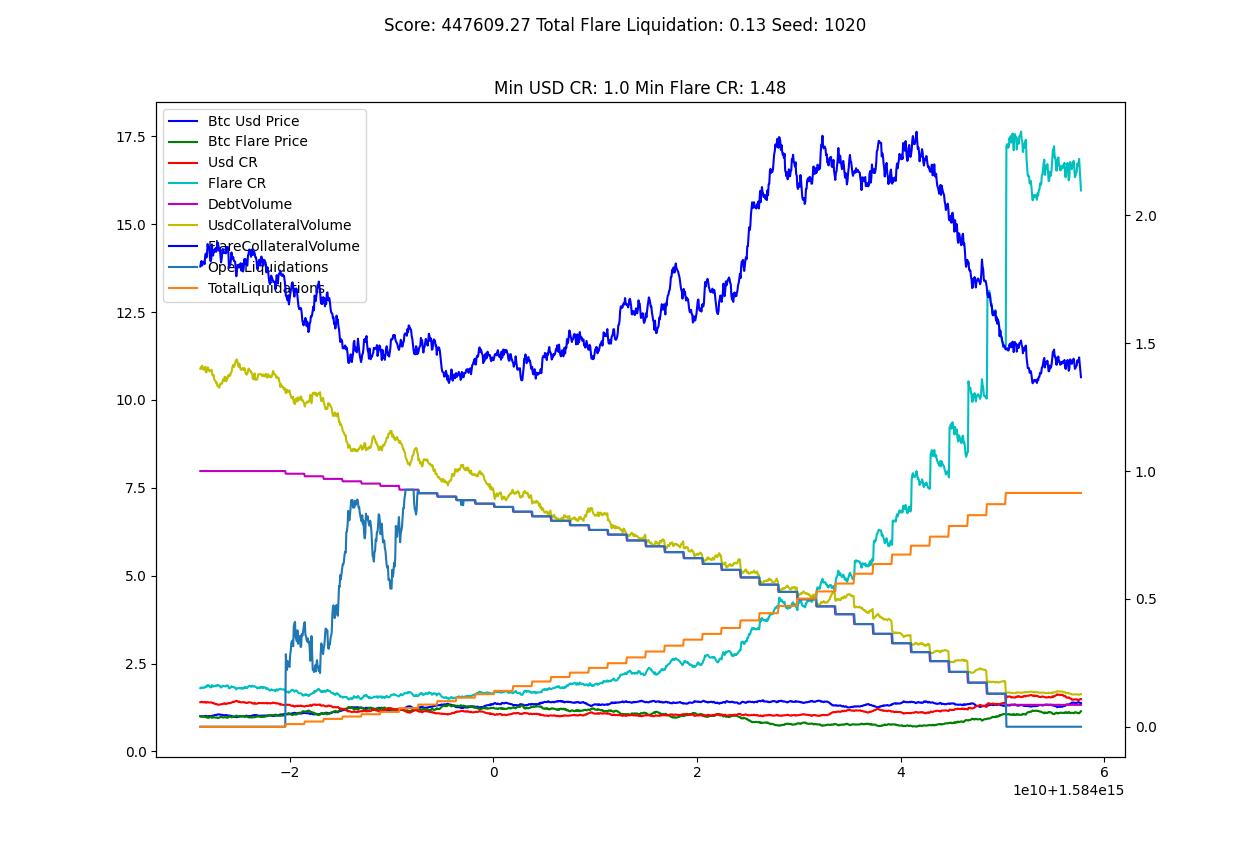 Score: 447609.27 Total Flare Liquidation: 0.13 Seed: 1020
Min USD CR: 1.0 Min Flare CR: 1.48
Btc Usd Price
Btc Flare Price
Usd CR
Flare CR
DebtVolume
UsdCollateralVolume
FlareCollateralVolume
OpenLiquidations
TotalLiquidations
17.5
15.0
12.5
10.0
7.5
5.0
2.5
0.0
2.0
1.5
1.0
0.5
0.0
−2
0
2
4
6
1e10+1.584e15